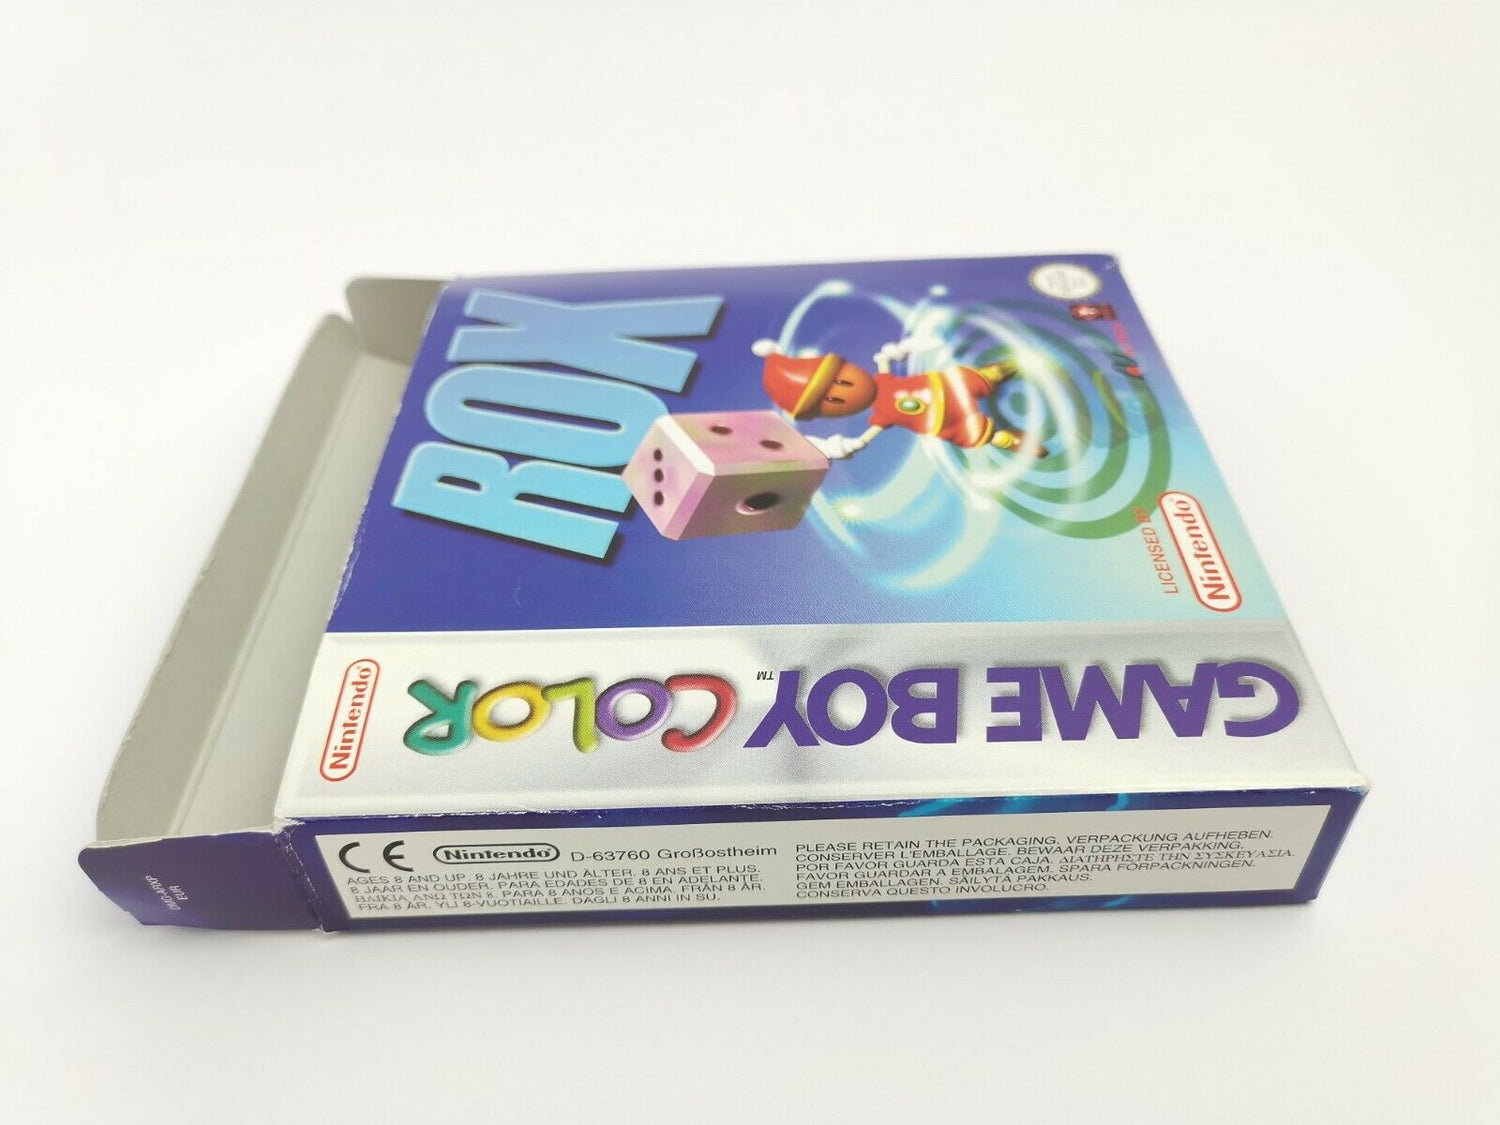 ROX
LICENSED BY
Nintendo
Nintendo
GAME BOY COLOR
TM
CE
Nintendo
D-63760 Großostheim
AGES 8 AND UP. 8 JAHRE UND ÄLTER. 8 ANS ET PLUS.
8 JAAR EN OUDER. PARA EDADES DE 8 EN ADELANTE.
ΗΛΙΚΙΑ ΑΝΩ ΤΩΝ 8. PARA 8 ANOS E ACIMA. FRÅN 8 ÅR.
FRA 8 ÅR. YLI 8-VUOTIAILLE. DAGLI 8 ANNI IN SU.
PLEASE RETAIN THE PACKAGING. VERPACKUNG AUFHEBEN.
CONSERVER L'EMBALLAGE. BEWAAR DEZE VERPAKKING.
POR FAVOR GUARDA ESTA CAJA. ΔΙΑΤΗΡΗΣΤΕ ΤΗΝ ΣΥΣΚΕΥΑΣΙΑ.
FAVOR GUARDAR A EMBALAGEM. SPARA FÖRPACKNINGEN.
GEM EMBALLAGEN. SÄILYTÄ PAKKAUS.
CONSERVA QUESTO INVOLUCRO.
EUR